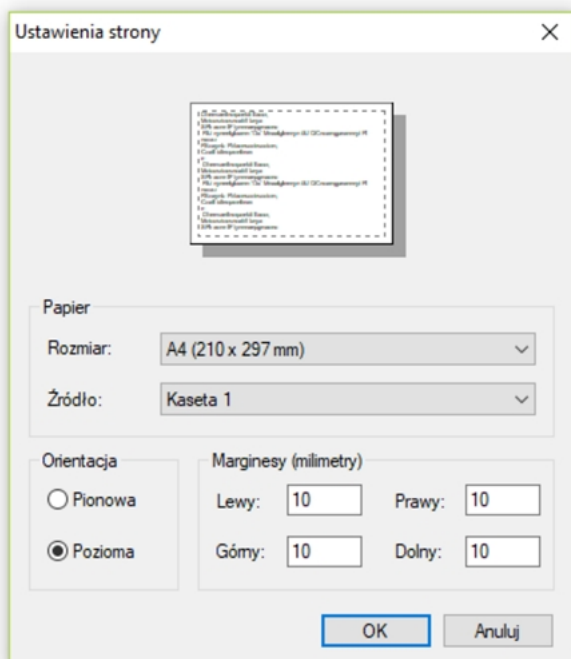 Ustawienia strony
Papier
Rozmiar: A4 (210 x 297 mm)
Źródło: Kaseta 1
Orientacja
Pionowa
Pozioma
Marginesy (milimetry)
Lewy: 10 Prawy: 10
Górny: 10 Dolny: 10
OK Anuluj